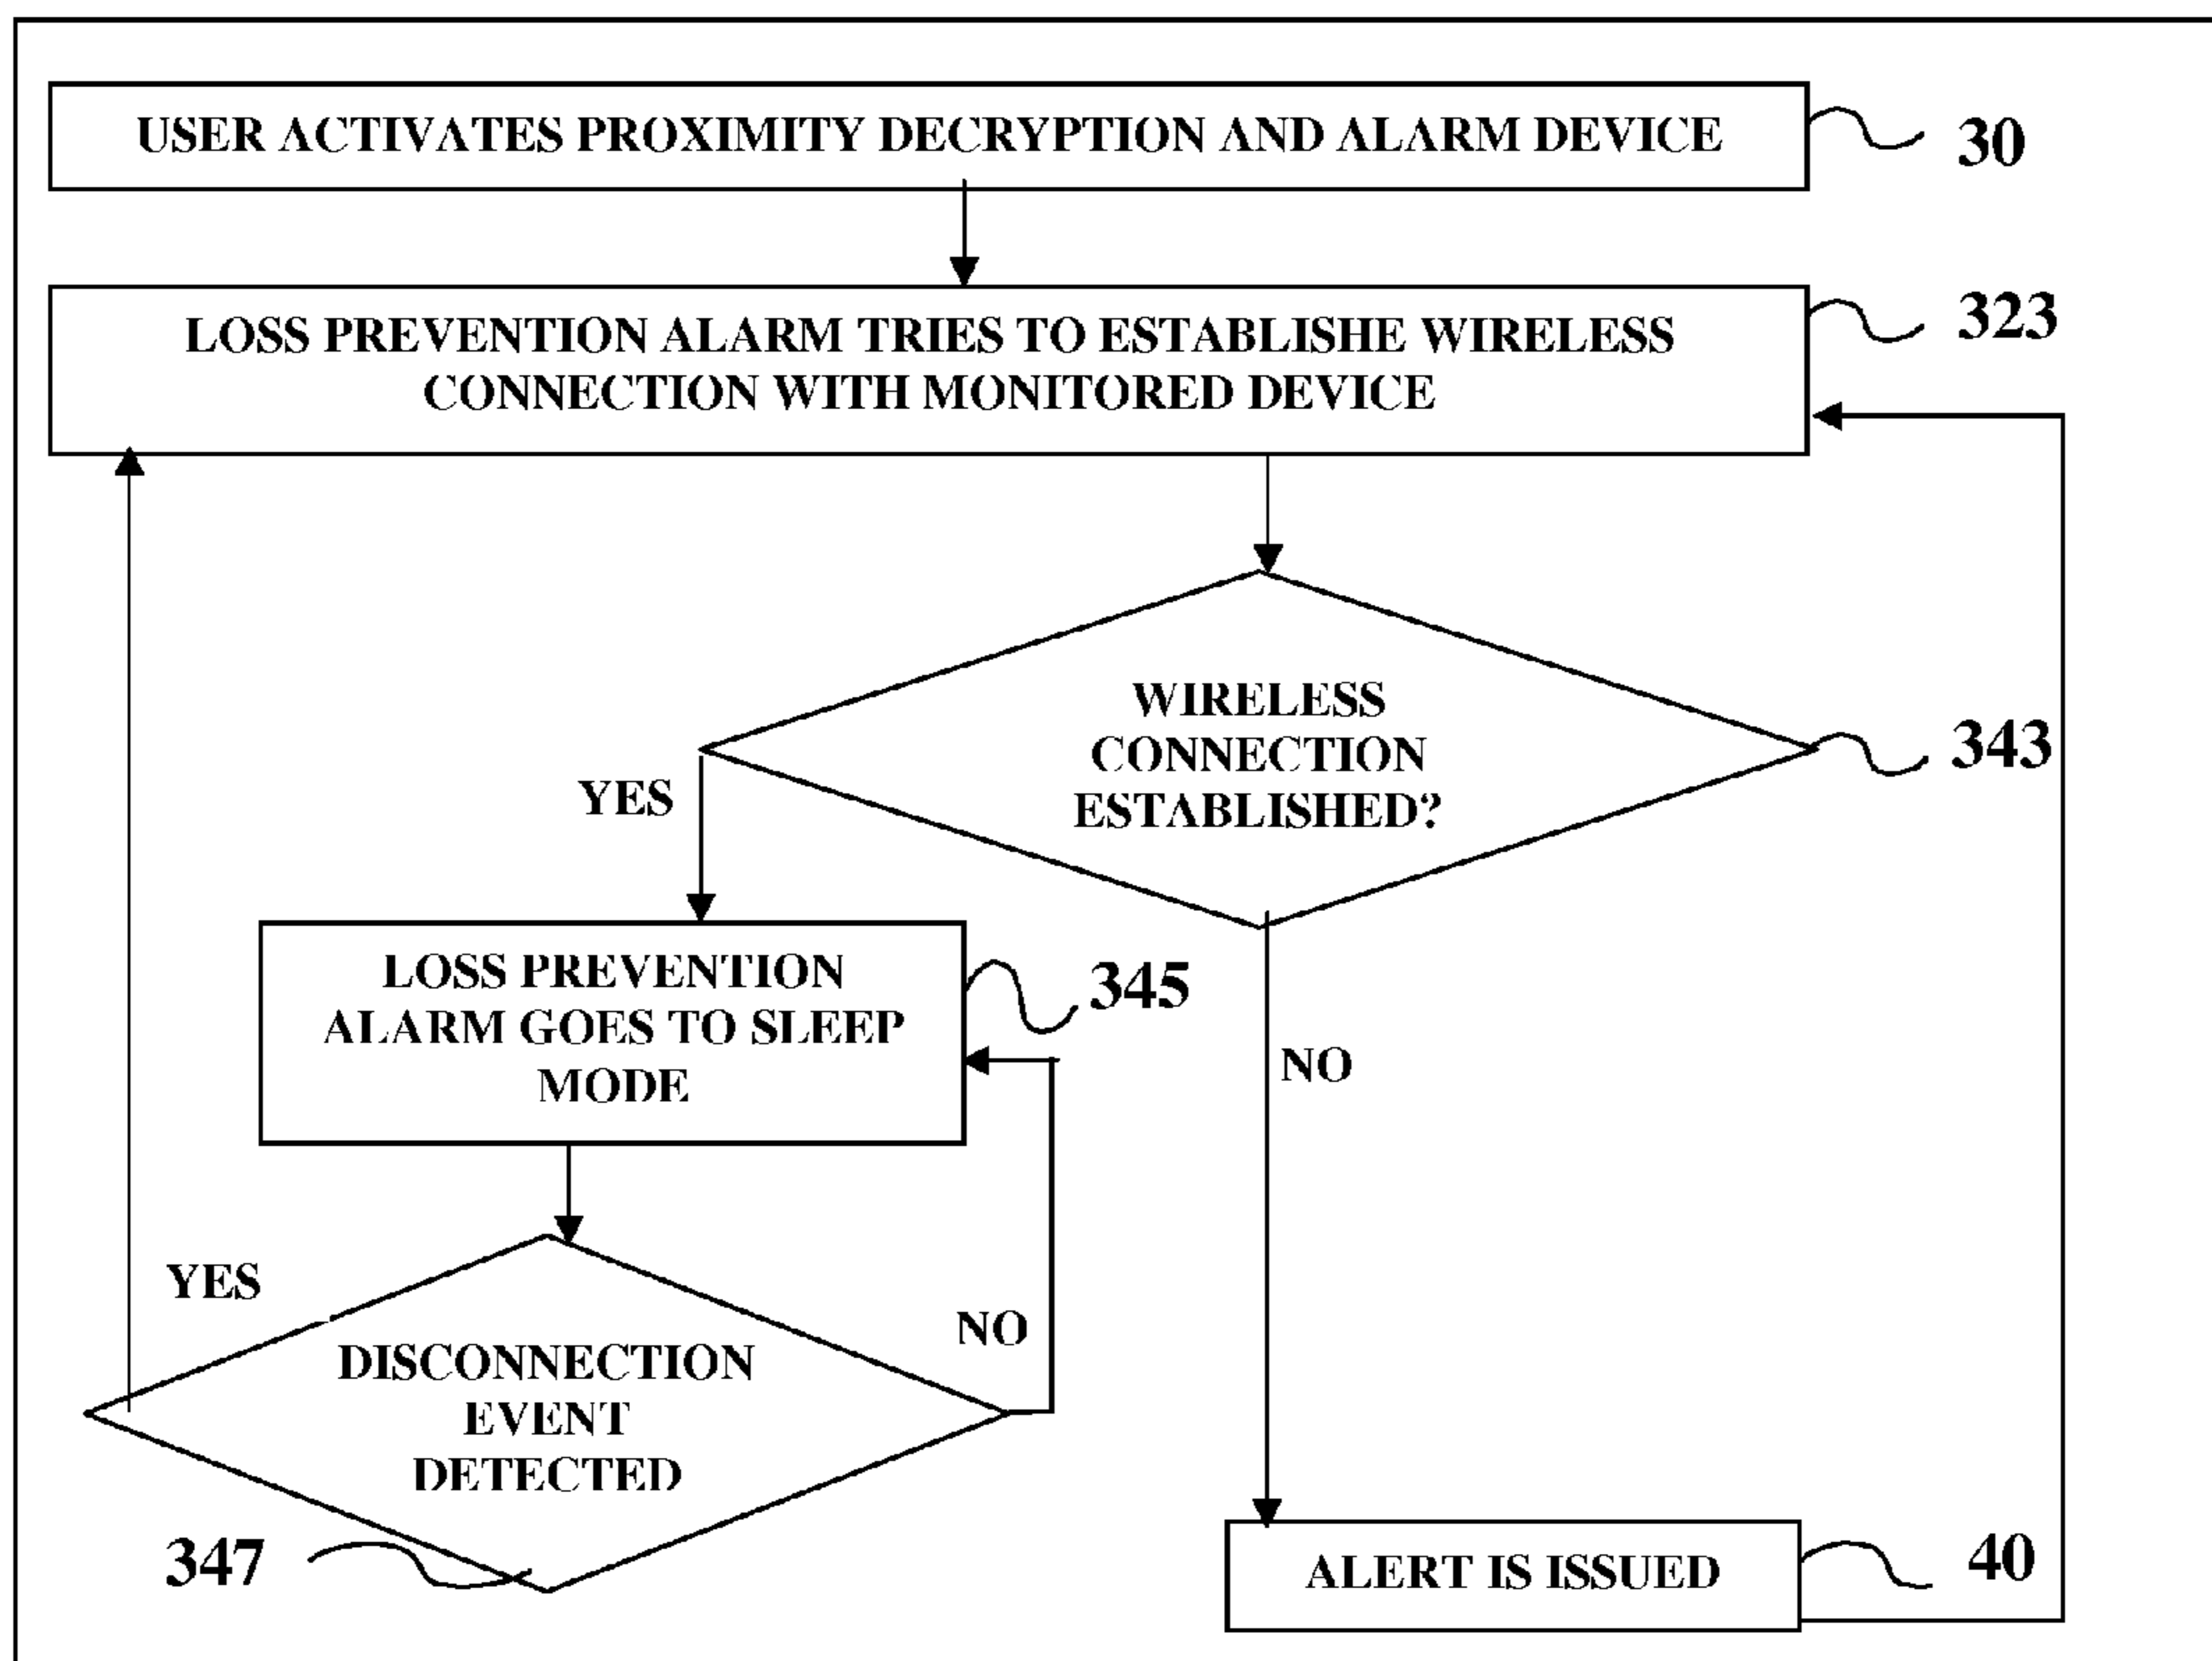 USER ACTIVATES PROXIMITY DECRYPTION AND ALARM DEVICE
30
LOSS PREVENTION ALARM TRIES TO ESTABLISHE WIRELESS
CONNECTION WITH MONITORED DEVICE
323
WIRELESS
CONNECTION
ESTABLISHED?
343
YES
LOSS PREVENTION
ALARM GOES TO SLEEP
MODE
345
NO
YES
NO
DISCONNECTION
EVENT
DETECTED
347
ALERT IS ISSUED
40